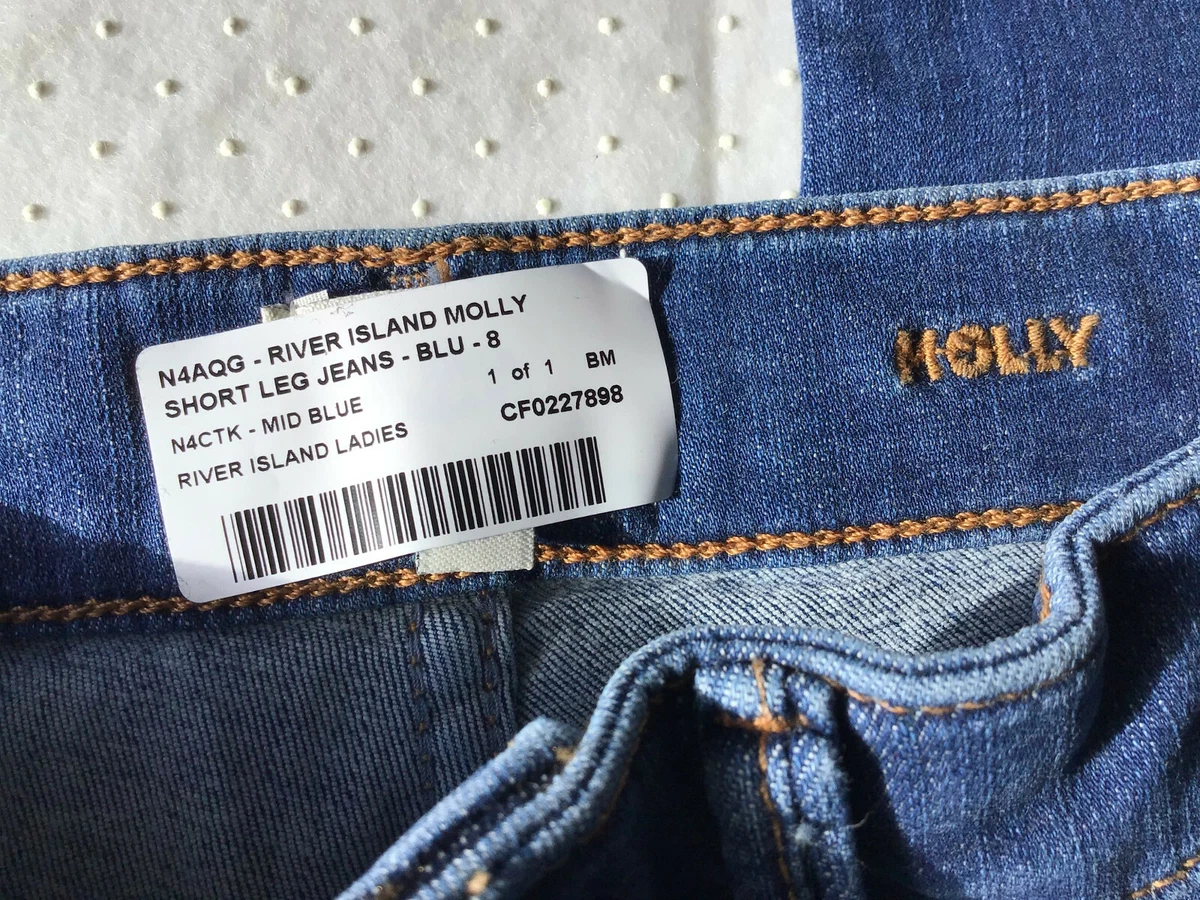 N4AQG - RIVER ISLAND MOLLY
SHORT LEG JEANS - BLU - 8
1 of 1 BM
N4CTK - MID BLUE
CF0227898
RIVER ISLAND LADIES
MOLLY